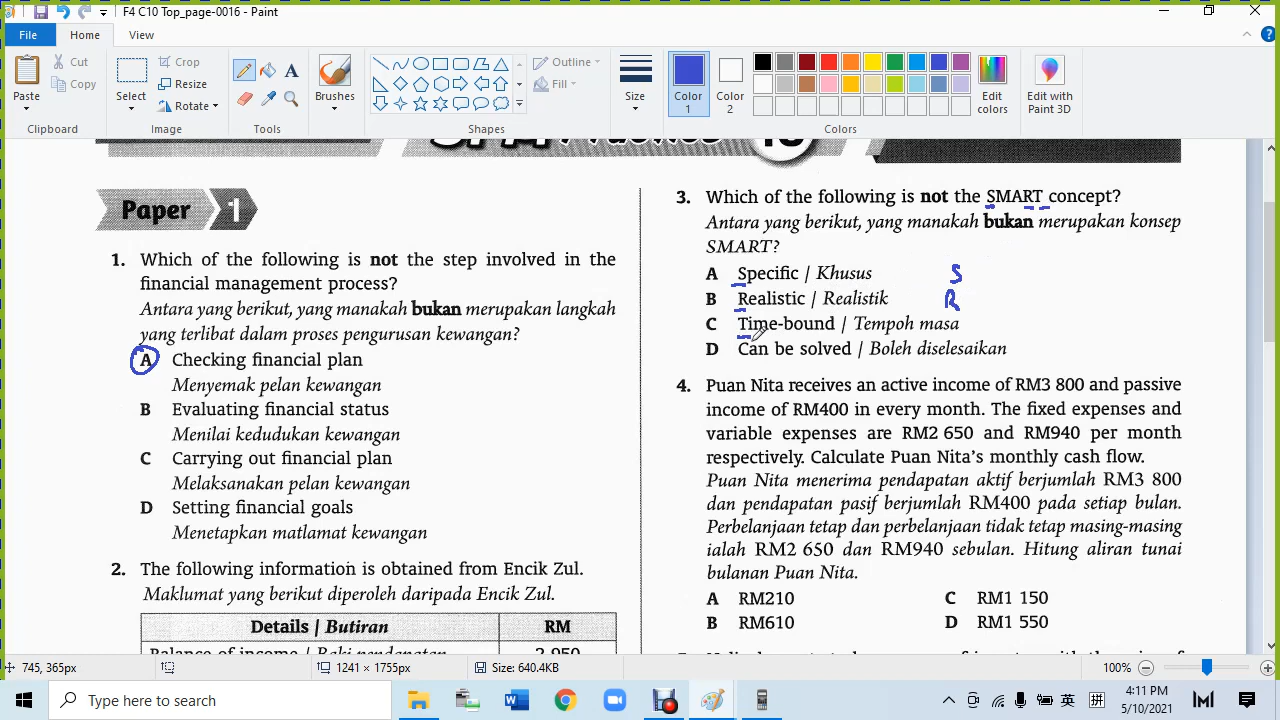 F4 C10 Top_page-0016 - Paint
File Home View
Paste Cut Copy Clipboard
Select Crop Resize Rotate Image
A Tools
Brushes
Outline Fill Shapes
Size
Color 1 Color 2 Edit colors Colors
Edit with Paint 3D
Paper 1
1. Which of the following is not the step involved in the
financial management process?
Antara yang berikut, yang manakah bukan merupakan langkah
yang terlibat dalam proses pengurusan kewangan?
A Checking financial plan
Menyemak pelan kewangan
B Evaluating financial status
Menilai kedudukan kewangan
C Carrying out financial plan
Melaksanakan pelan kewangan
D Setting financial goals
Menetapkan matlamat kewangan
2. The following information is obtained from Encik Zul.
Maklumat yang berikut diperoleh daripada Encik Zul.
Details / Butiran RM
Balance of income / Baki pendapatan 2 950
3. Which of the following is not the SMART concept?
Antara yang berikut, yang manakah bukan merupakan konsep
SMART?
A Specific / Khusus S
B Realistic / Realistik R
C Time-bound / Tempoh masa
D Can be solved / Boleh diselesaikan
4. Puan Nita receives an active income of RM3 800 and passive
income of RM400 in every month. The fixed expenses and
variable expenses are RM2 650 and RM940 per month
respectively. Calculate Puan Nita's monthly cash flow.
Puan Nita menerima pendapatan aktif berjumlah RM3 800
dan pendapatan pasif berjumlah RM400 pada setiap bulan.
Perbelanjaan tetap dan perbelanjaan tidak tetap masing-masing
ialah RM2 650 dan RM940 sebulan. Hitung aliran tunai
bulanan Puan Nita.
A RM210 C RM1 150
B RM610 D RM1 550
745, 365px 1241 × 1755px Size: 640.4KB 100%
Type here to search
英 拼 4:11 PM
5/10/2021